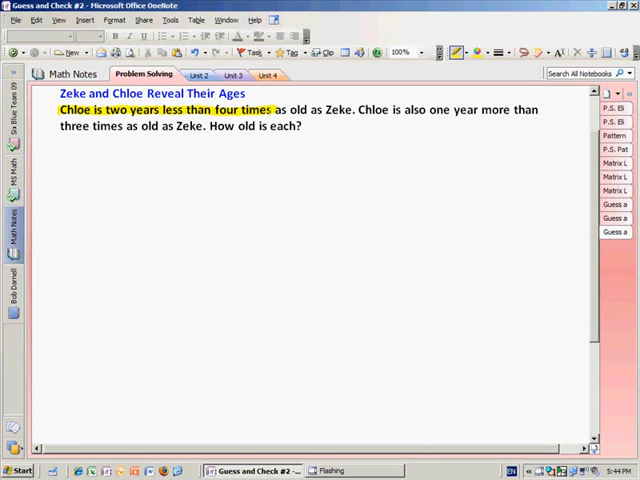 Guess and Check #2 - Microsoft Office OneNote
File Edit View Insert Format Share Tools Table Window Help
New Task Tag Clip 100%
Math Notes Problem Solving Unit 2 Unit 3 Unit 4 Search All Notebooks
Zeke and Chloe Reveal Their Ages
Chloe is two years less than four times as old as Zeke. Chloe is also one year more than
three times as old as Zeke. How old is each?
Six Blue Team 09
MS Math
Math Notes
Bob Darnell
P.S. Eli
P.S. Eli
Pattern
P.S. Pat
Matrix L
Matrix L
Matrix L
Guess a
Guess a
Guess a
Start Guess and Check #2 -... Flashing EN 5:44 PM